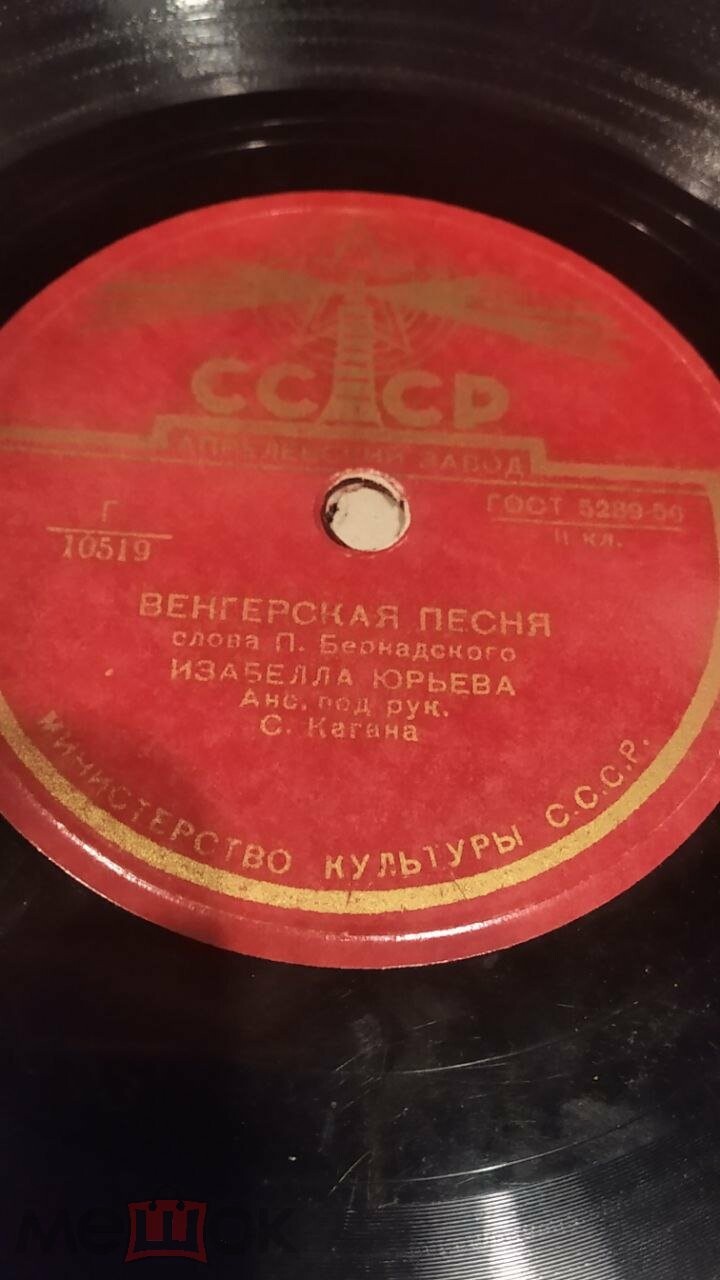 СССР
АПРЕЛЕВСКИЙ ЗАВОД
Г
10519
ГОСТ 5289-50
II кл.
ВЕНГЕРСКАЯ ПЕСНЯ
слова П. Бернадского
ИЗАБЕЛЛА ЮРЬЕВА
Анс. под рук.
С. Кагана
МИНИСТЕРСТВО КУЛЬТУРЫ С.С.С.Р.
мешок